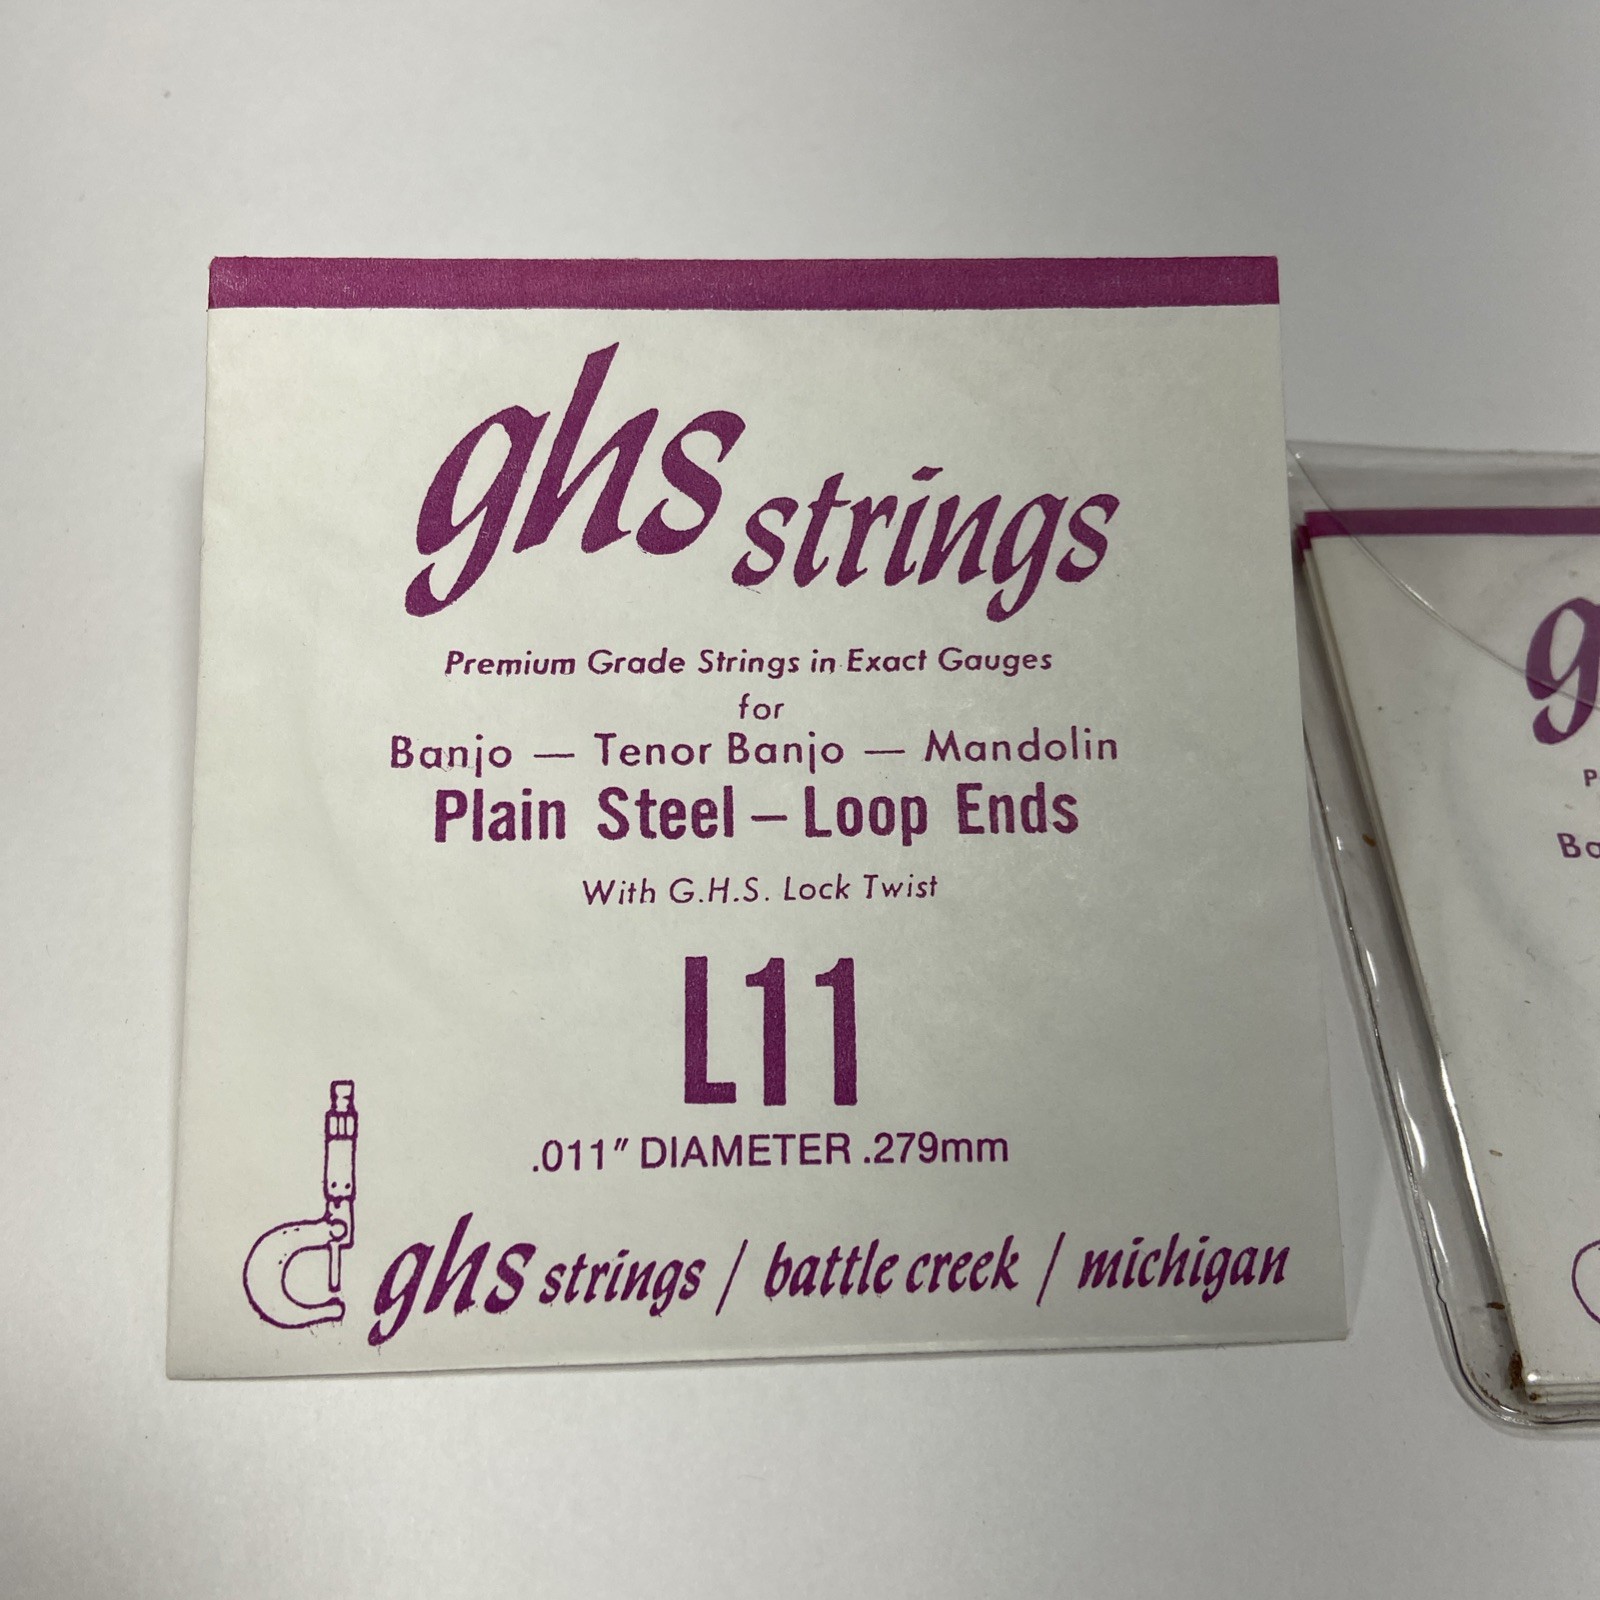 ghs strings
Premium Grade Strings in Exact Gauges
for
Banjo — Tenor Banjo — Mandolin
Plain Steel — Loop Ends
With G.H.S. Lock Twist
L11
.011" DIAMETER .279mm
ghs strings / battle creek / michigan